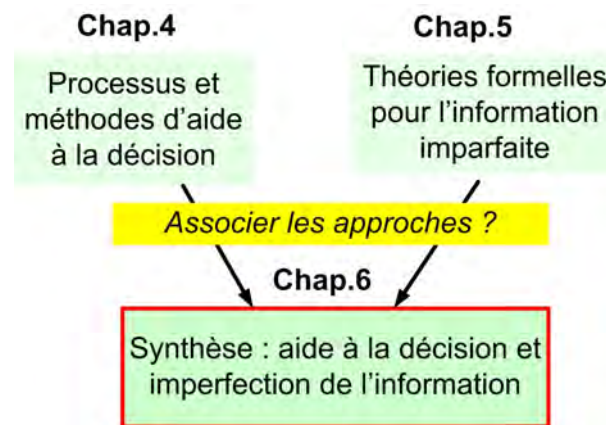 Chap.4
Processus et
méthodes d'aide
à la décision
Chap.5
Théories formelles
pour l'information
imparfaite
Associer les approches ?
Chap.6
Synthèse : aide à la décision et
imperfection de l'information